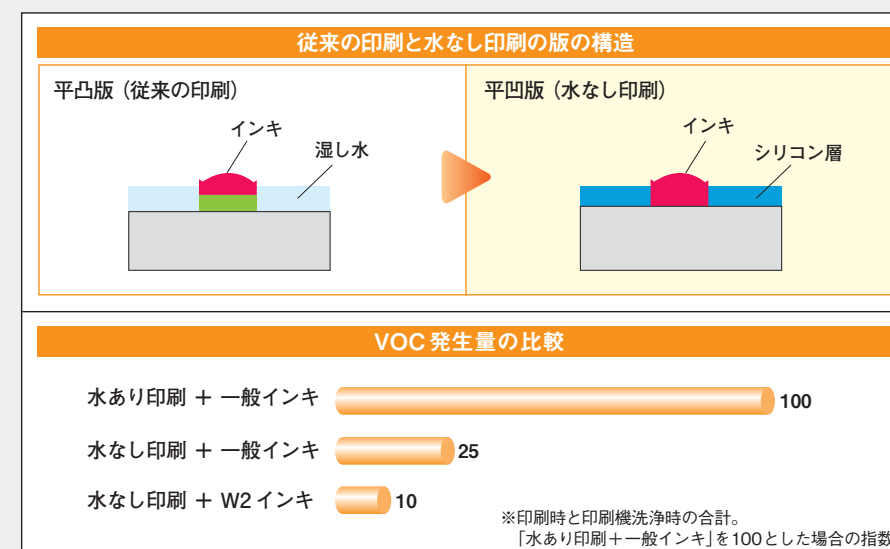 従来の印刷と水なし印刷の版の構造
平凸版（従来の印刷）
インキ
湿し水
平凹版（水なし印刷）
インキ
シリコン層
VOC発生量の比較
水あり印刷 ＋ 一般インキ 100
水なし印刷 ＋ 一般インキ 25
水なし印刷 ＋ W2インキ 10
※印刷時と印刷機洗浄時の合計。
「水あり印刷＋一般インキ」を100とした場合の指数